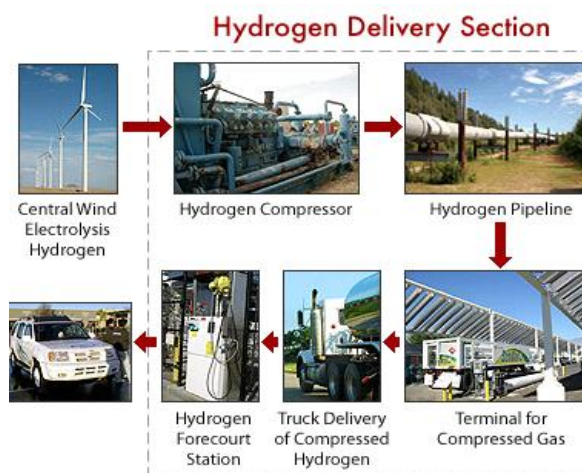 Hydrogen Delivery Section
Central Wind
Electrolysis
Hydrogen
Hydrogen Compressor
Hydrogen Pipeline
Hydrogen
Forecourt
Station
Truck Delivery
of Compressed
Hydrogen
Terminal for
Compressed Gas